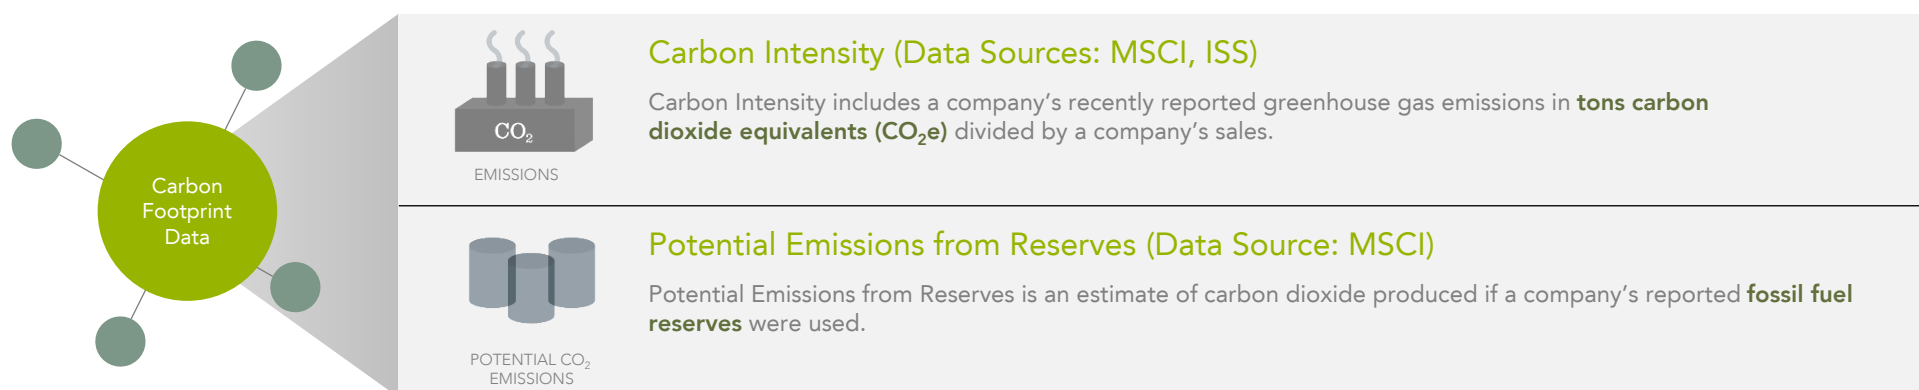 Carbon
Footprint
Data
CO₂
EMISSIONS
Carbon Intensity (Data Sources: MSCI, ISS)
Carbon Intensity includes a company’s recently reported greenhouse gas emissions in tons carbon
dioxide equivalents (CO₂e) divided by a company’s sales.
POTENTIAL CO₂
EMISSIONS
Potential Emissions from Reserves (Data Source: MSCI)
Potential Emissions from Reserves is an estimate of carbon dioxide produced if a company’s reported fossil fuel
reserves were used.